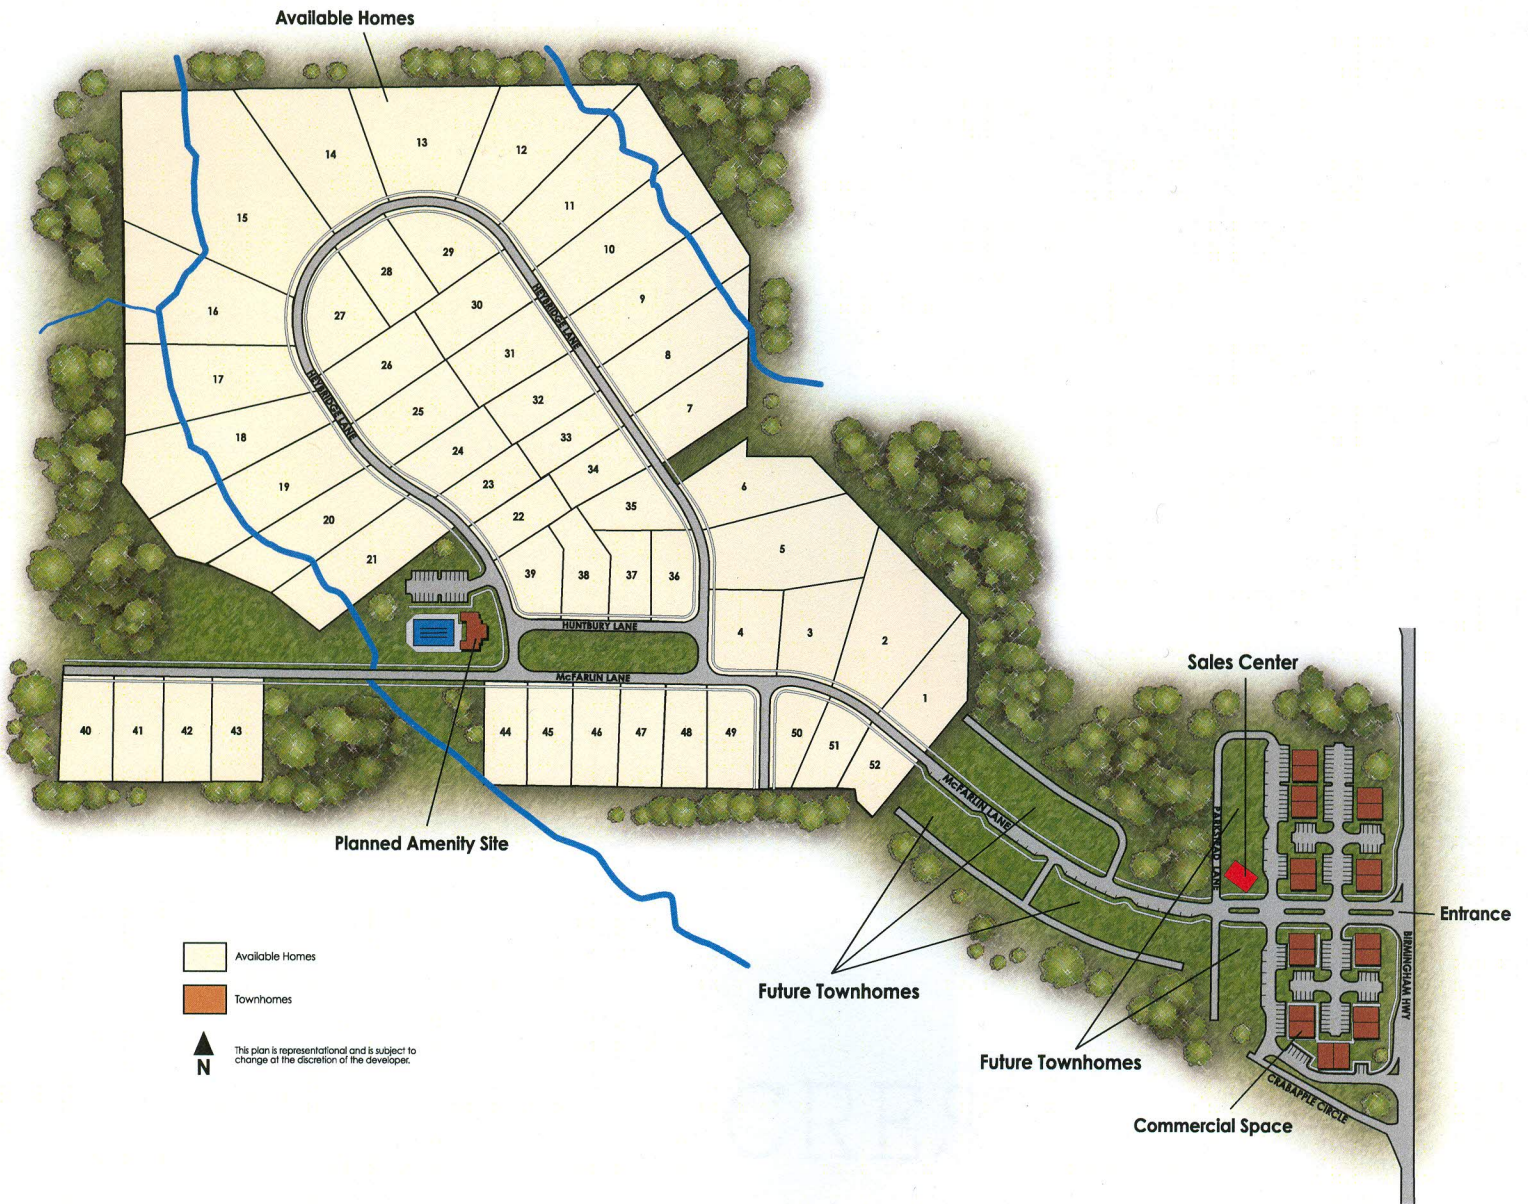 Available Homes
14
13
12
11
15
10
29
28
9
30
16
27
HEYBRIDGE LANE
31
8
26
17
32
7
25
HEYBRIDGE LANE
18
33
24
34
23
19
6
35
22
20
5
21
39
38
37
36
HUNTBURY LANE
4
3
2
McFARLIN LANE
1
Sales Center
40
41
42
43
44
45
46
47
48
49
50
51
52
McFARLIN LANE
PARKSTEAD LANE
Planned Amenity Site
Entrance
BIRMINGHAM HWY
Available Homes
Future Townhomes
Townhomes
N
This plan is representational and is subject to
change at the discretion of the developer.
Future Townhomes
CRABAPPLE CIRCLE
Commercial Space